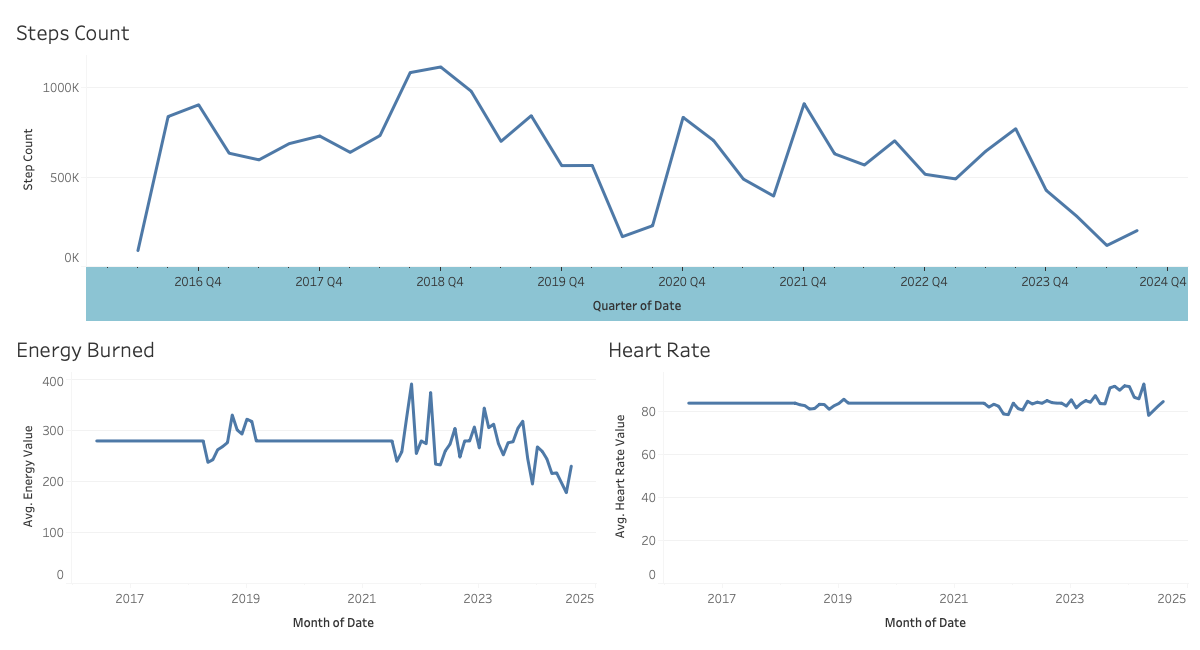 Steps Count
1000K
500K
0K
Step Count
2016 Q4 2017 Q4 2018 Q4 2019 Q4 2020 Q4 2021 Q4 2022 Q4 2023 Q4 2024 Q4
Quarter of Date
Energy Burned
400
300
200
100
0
Avg. Energy Value
2017 2019 2021 2023 2025
Month of Date
Heart Rate
80
60
40
20
0
Avg. Heart Rate Value
2017 2019 2021 2023 2025
Month of Date